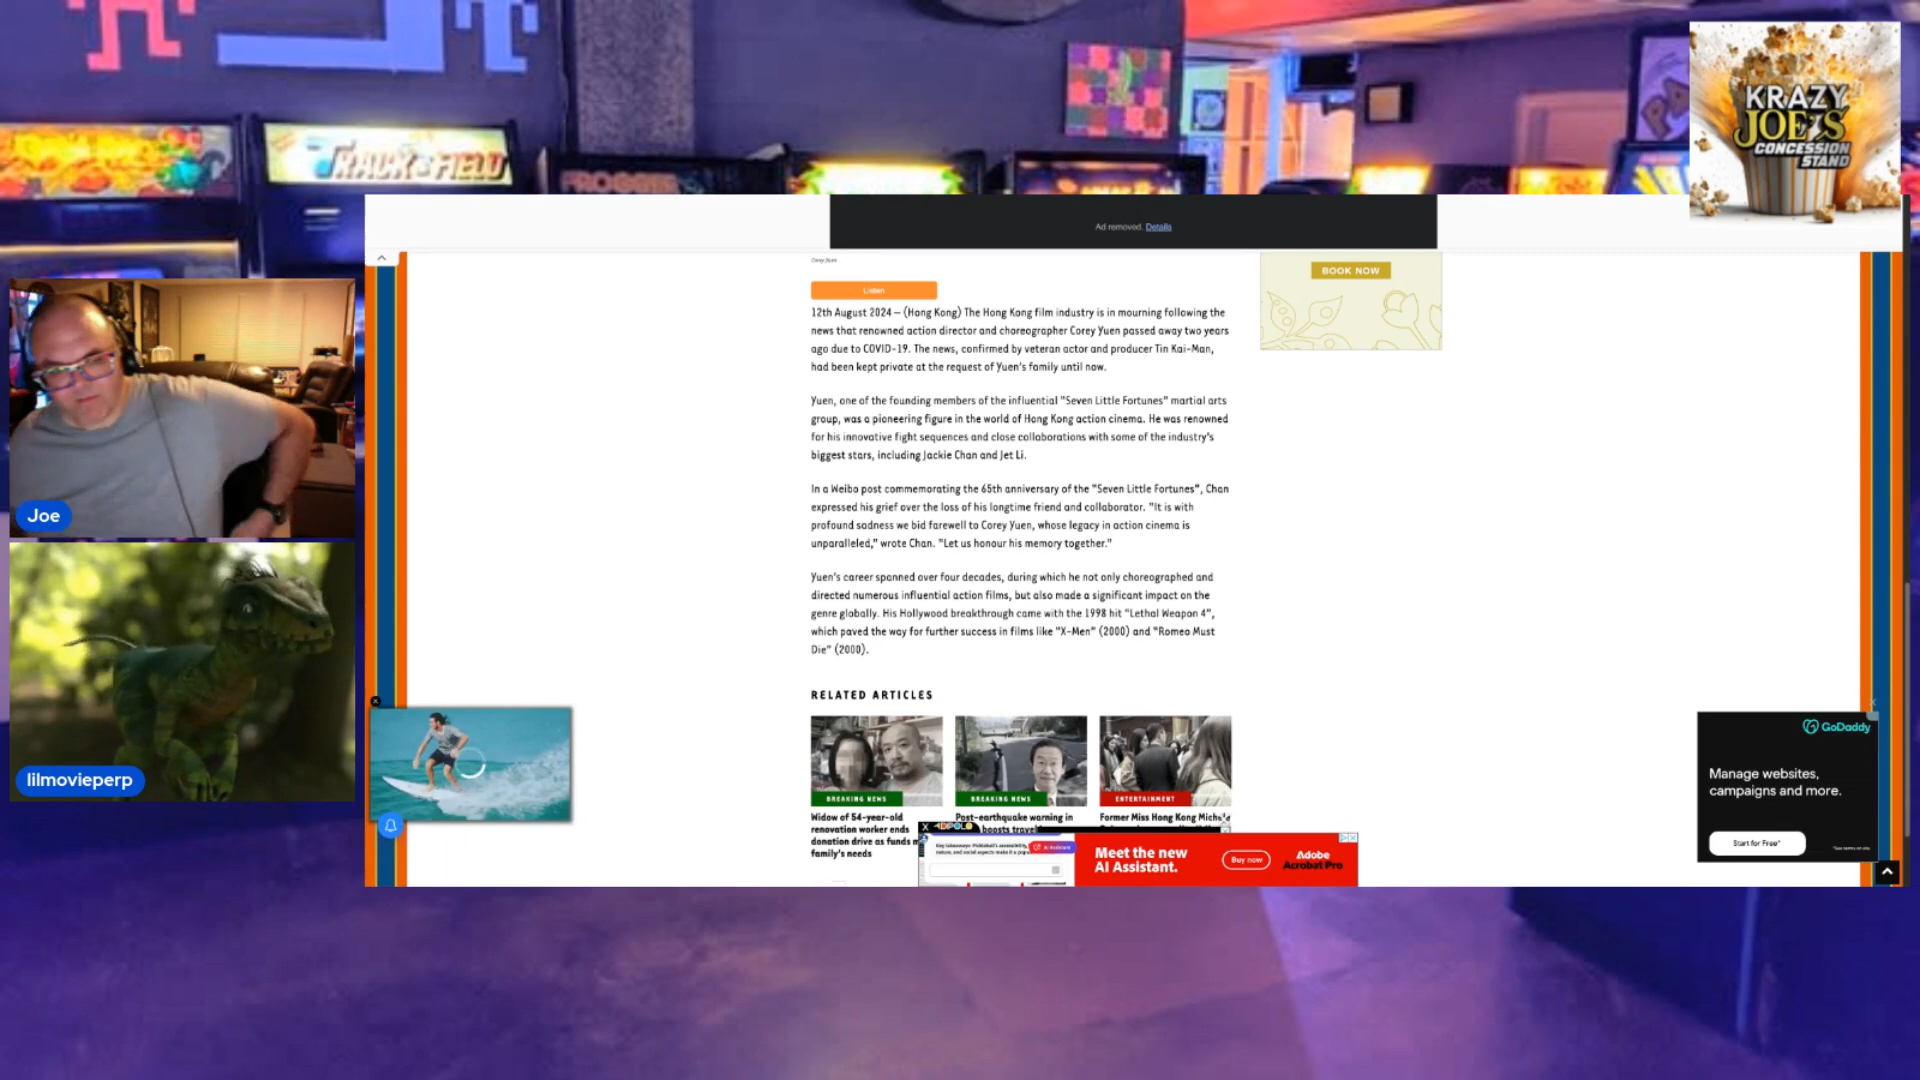 TRACK & FIELD
FROGGER
KRAZY
JOE'S
CONCESSION
STAND
Ad removed. Details
Corey Yuen
BOOK NOW
Listen
12th August 2024 – (Hong Kong) The Hong Kong film industry is in mourning following the
news that renowned action director and choreographer Corey Yuen passed away two years
ago due to COVID-19. The news, confirmed by veteran actor and producer Tin Kai-Man,
had been kept private at the request of Yuen's family until now.
Yuen, one of the founding members of the influential "Seven Little Fortunes" martial arts
group, was a pioneering figure in the world of Hong Kong action cinema. He was renowned
for his innovative fight sequences and close collaborations with some of the industry's
biggest stars, including Jackie Chan and Jet Li.
In a Weibo post commemorating the 65th anniversary of the "Seven Little Fortunes", Chan
expressed his grief over the loss of his longtime friend and collaborator. "It is with
profound sadness we bid farewell to Corey Yuen, whose legacy in action cinema is
unparalleled," wrote Chan. "Let us honour his memory together."
Yuen's career spanned over four decades, during which he not only choreographed and
directed numerous influential action films, but also made a significant impact on the
genre globally. His Hollywood breakthrough came with the 1998 hit "Lethal Weapon 4",
which paved the way for further success in films like "X-Men" (2000) and "Romeo Must
Die" (2000).
RELATED ARTICLES
BREAKING NEWS
BREAKING NEWS
ENTERTAINMENT
Widow of 54-year-old
renovation worker ends
donation drive as funds
family's needs
Post-earthquake warning in
boosts travel
Former Miss Hong Kong
Joe
lilmovieperp
GoDaddy
Manage websites,
campaigns and more.
Start for Free*
*See terms on site.
AI Assistant
Meet the new
AI Assistant.
Buy now
Adobe
Acrobat Pro